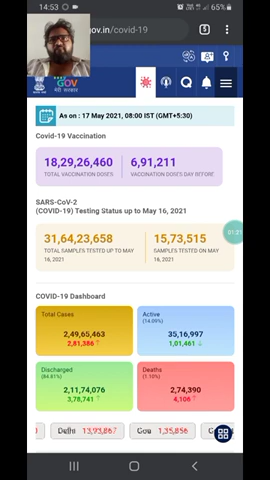 14:53
65%
gov.in/covid-19
5
GOV
मेरी सरकार
As on : 17 May 2021, 08:00 IST (GMT+5:30)
Covid-19 Vaccination
18,29,26,460
TOTAL VACCINATION DOSES
6,91,211
VACCINATION DOSES DAY BEFORE
SARS-CoV-2
(COVID-19) Testing Status up to May 16, 2021
01:21
31,64,23,658
TOTAL SAMPLES TESTED UP TO MAY
16, 2021
15,73,515
SAMPLES TESTED ON MAY
16, 2021
COVID-19 Dashboard
Total Cases
2,49,65,463
2,81,386 ↑
Active
(14.09%)
35,16,997
1,01,461 ↓
Discharged
(84.81%)
2,11,74,076
3,78,741 ↑
Deaths
(1.10%)
2,74,390
4,106 ↑
Delhi 13,93,867
Goa 1,35,856